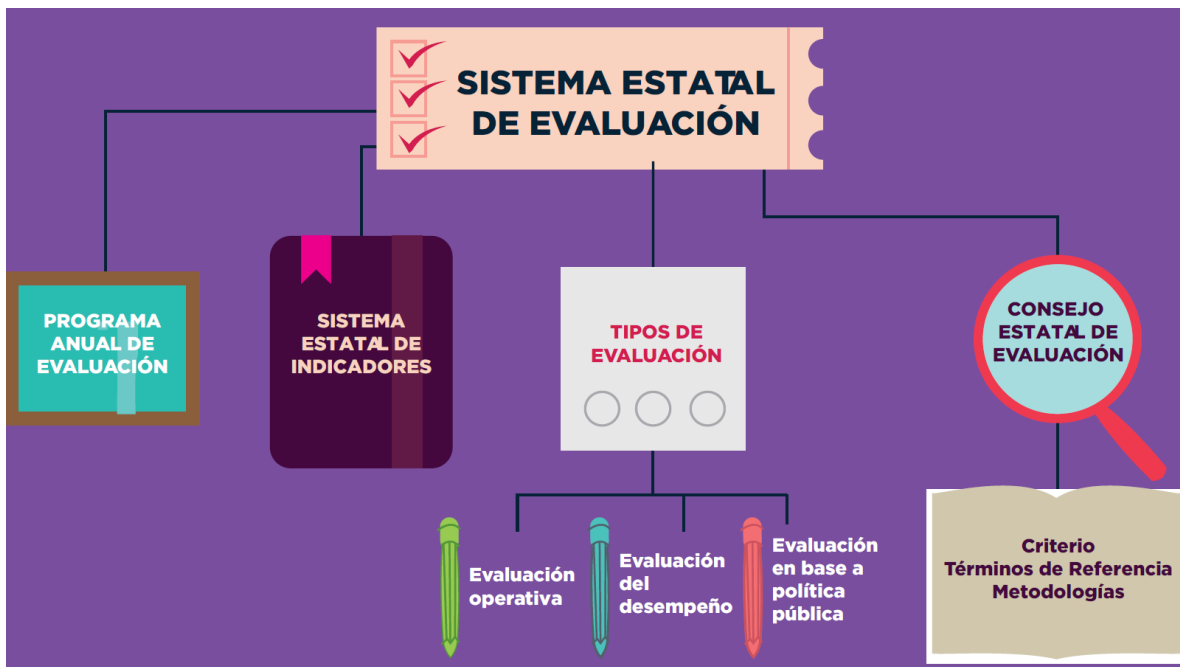 SISTEMA ESTATAL
DE EVALUACIÓN
PROGRAMA
ANUAL DE
EVALUACIÓN
SISTEMA
ESTATAL DE
INDICADORES
TIPOS DE
EVALUACIÓN
CONSEJO
ESTATAL DE
EVALUACIÓN
Evaluación
operativa
Evaluación
del
desempeño
Evaluación
en base a
política
pública
Criterio
Términos de Referencia
Metodologías